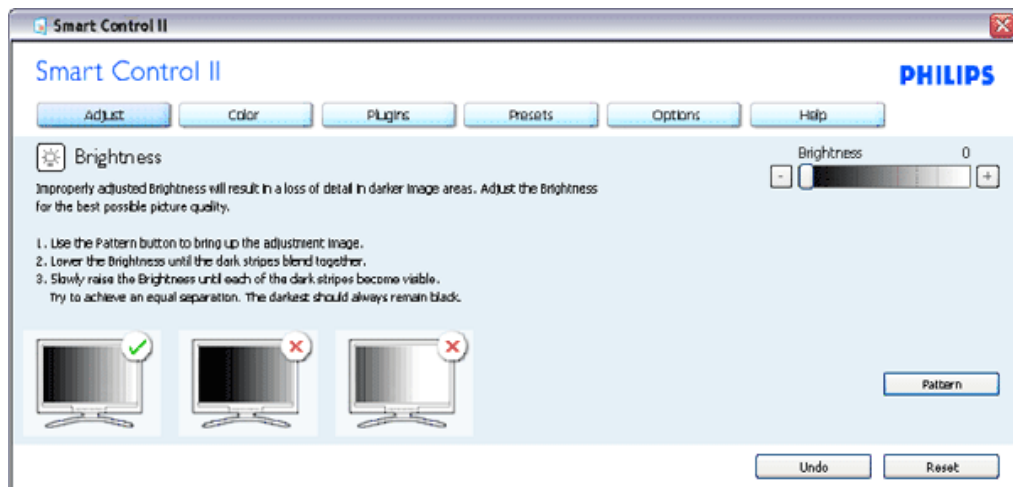 Smart Control II
Smart Control II
PHILIPS
Adjust Color Plugins Presets Options Help
Brightness
Brightness 0
Improperly adjusted Brightness will result in a loss of detail in darker image areas. Adjust the Brightness
for the best possible picture quality.
- +
1. Use the Pattern button to bring up the adjustment image.
2. Lower the Brightness until the dark stripes blend together.
3. Slowly raise the Brightness until each of the dark stripes become visible.
Try to achieve an equal separation. The darkest should always remain black.
Pattern
Undo Reset